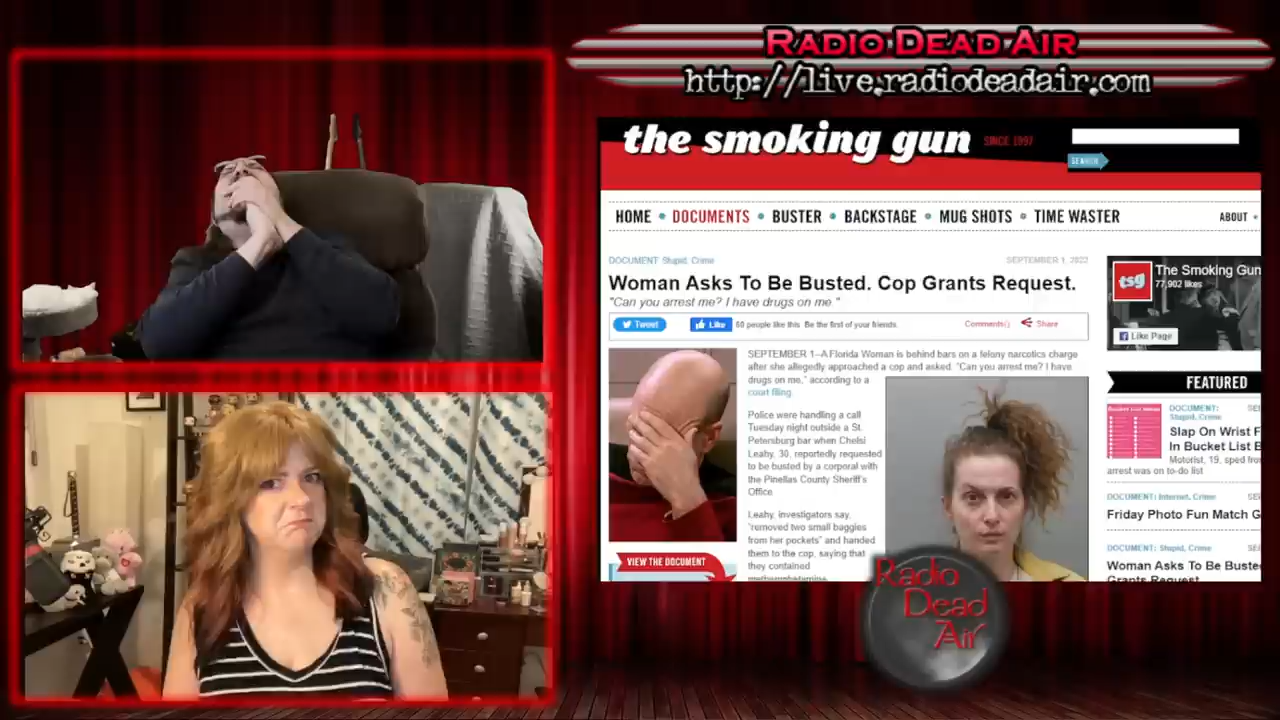 RADIO DEAD AIR
http://live.radiodeadair.com
the smoking gun SINCE 1997
SEARCH
HOME • DOCUMENTS • BUSTER • BACKSTAGE • MUG SHOTS • TIME WASTER
ABOUT •
DOCUMENT: Stupid, Crime
SEPTEMBER 1, 2022
Woman Asks To Be Busted. Cop Grants Request.
"Can you arrest me? I have drugs on me."
Tweet
Like
people like this. Be the first of your friends.
Comments()
Share
SEPTEMBER 1--A Florida Woman is behind bars on a felony narcotics charge
after she allegedly approached a cop and asked, "Can you arrest me? I have
drugs on me," according to a
court filing.
Police were handling a call
Tuesday night outside a St.
Petersburg bar when Chelsi
Leahy, 30, reportedly requested
to be busted by a corporal with
the Pinellas County Sheriff's
Office.
Leahy, investigators say,
"removed two small baggies
from her pockets" and handed
them to the cop, saying that
they contained
methamphetamine.
VIEW THE DOCUMENT
tsg
The Smoking Gun
77,902 likes
Like Page
FEATURED
DOCUMENT:
Stupid, Crime
Slap On Wrist F
In Bucket List B
Motorist, 19, sped fro
arrest was on to-do list
DOCUMENT: Internet, Crime
Friday Photo Fun Match G
DOCUMENT: Stupid, Crime
Woman Asks To Be Buste
Grants Request
Radio
Dead
Air